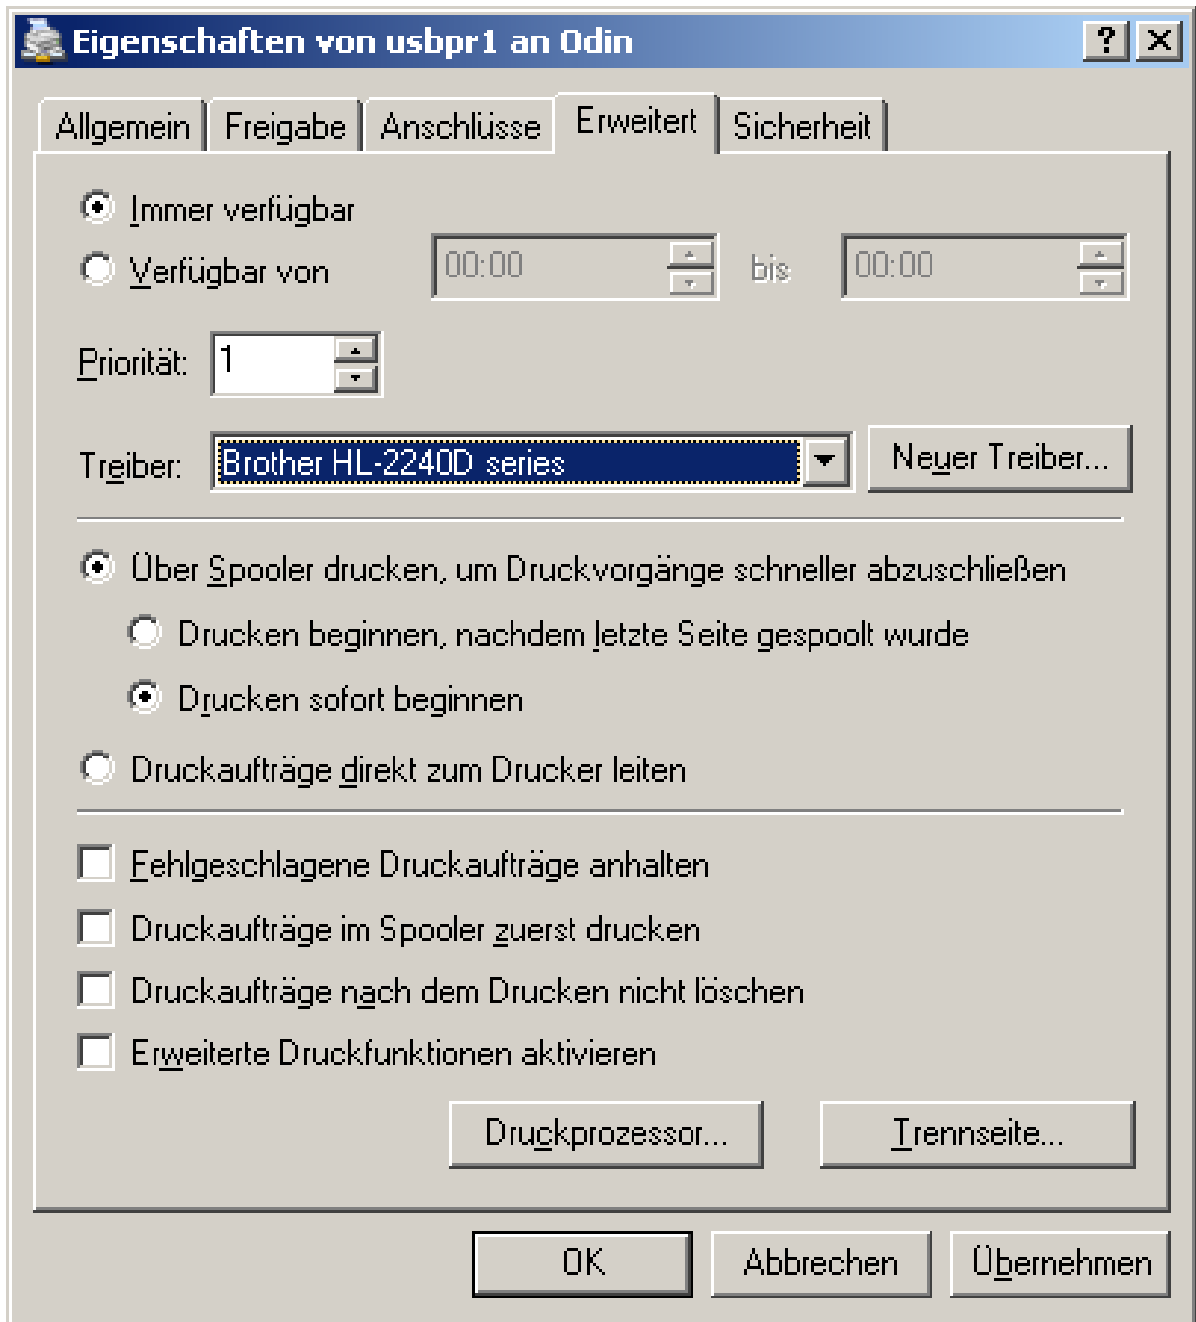 Eigenschaften von usbpr1 an Odin
Allgemein Freigabe Anschlüsse Erweitert Sicherheit
Immer verfügbar
Verfügbar von 00:00 bis 00:00
Priorität: 1
Treiber: Brother HL-2240D series Neuer Treiber...
Über Spooler drucken, um Druckvorgänge schneller abzuschließen
Drucken beginnen, nachdem letzte Seite gespoolt wurde
Drucken sofort beginnen
Druckaufträge direkt zum Drucker leiten
Fehlgeschlagene Druckaufträge anhalten
Druckaufträge im Spooler zuerst drucken
Druckaufträge nach dem Drucken nicht löschen
Erweiterte Druckfunktionen aktivieren
Druckprozessor... Trennseite...
OK Abbrechen Übernehmen